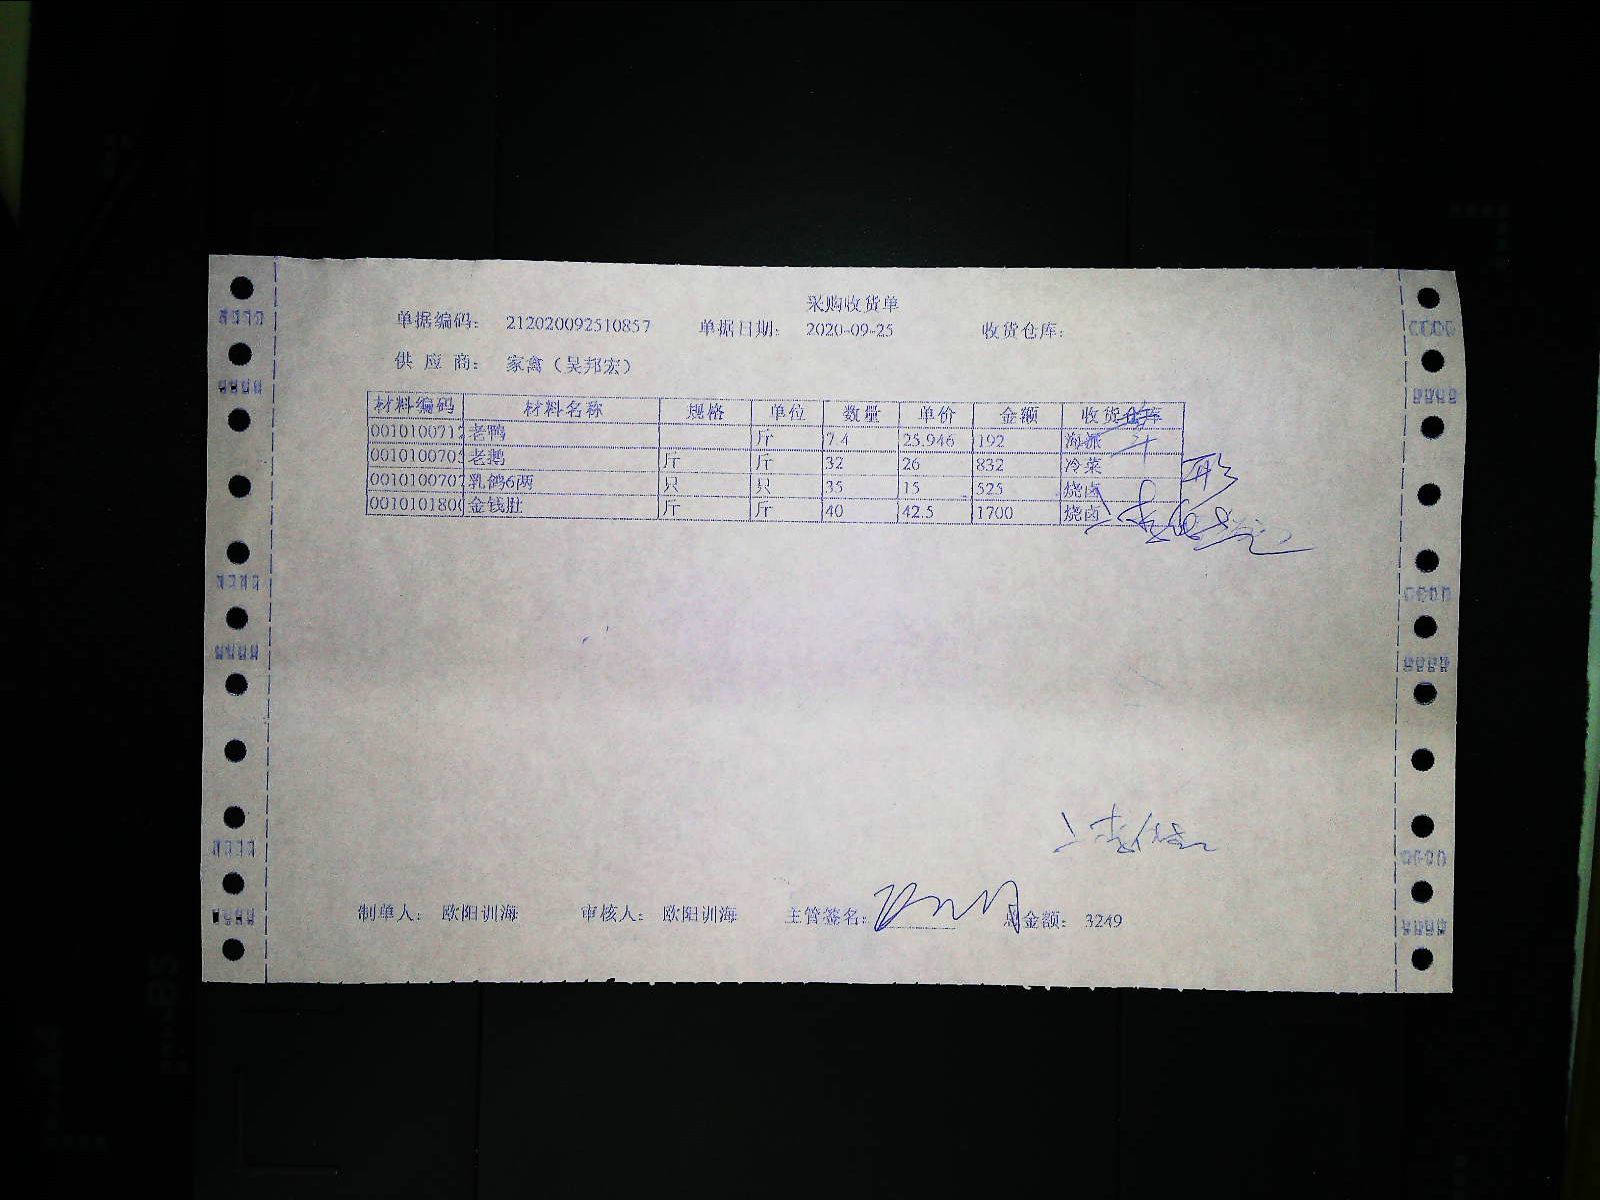 采购收货单
单据编码： 212020092510857 单据日期： 2020-09-25 收货仓库：
供 应 商： 家禽（吴邦宏）
材料编码 材料名称 规格 单位 数量 单价 金额 收货仓库
001010071 老鸭 斤 7.4 25.946 192 海派
001010070 老鹅 斤 斤 32 26 832 冷菜
001010070 乳鸽6两 只 只 35 15 525 烧卤
001010180 金钱肚 斤 斤 40 42.5 1700 烧卤
制单人： 欧阳训海 审核人： 欧阳训海 主管签名： 总金额： 3249